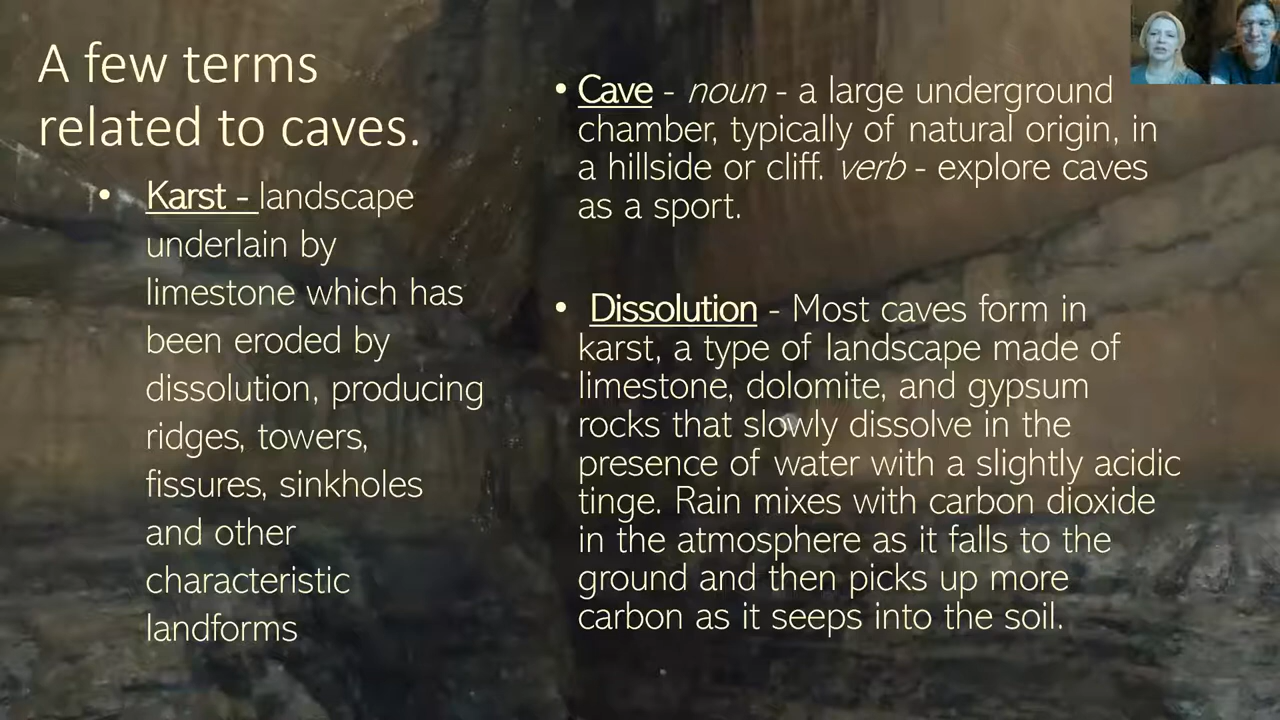 A few terms
related to caves.
• Karst - landscape
underlain by
limestone which has
been eroded by
dissolution, producing
ridges, towers,
fissures, sinkholes
and other
characteristic
landforms
• Cave - noun - a large underground
chamber, typically of natural origin, in
a hillside or cliff. verb - explore caves
as a sport.
• Dissolution - Most caves form in
karst, a type of landscape made of
limestone, dolomite, and gypsum
rocks that slowly dissolve in the
presence of water with a slightly acidic
tinge. Rain mixes with carbon dioxide
in the atmosphere as it falls to the
ground and then picks up more
carbon as it seeps into the soil.